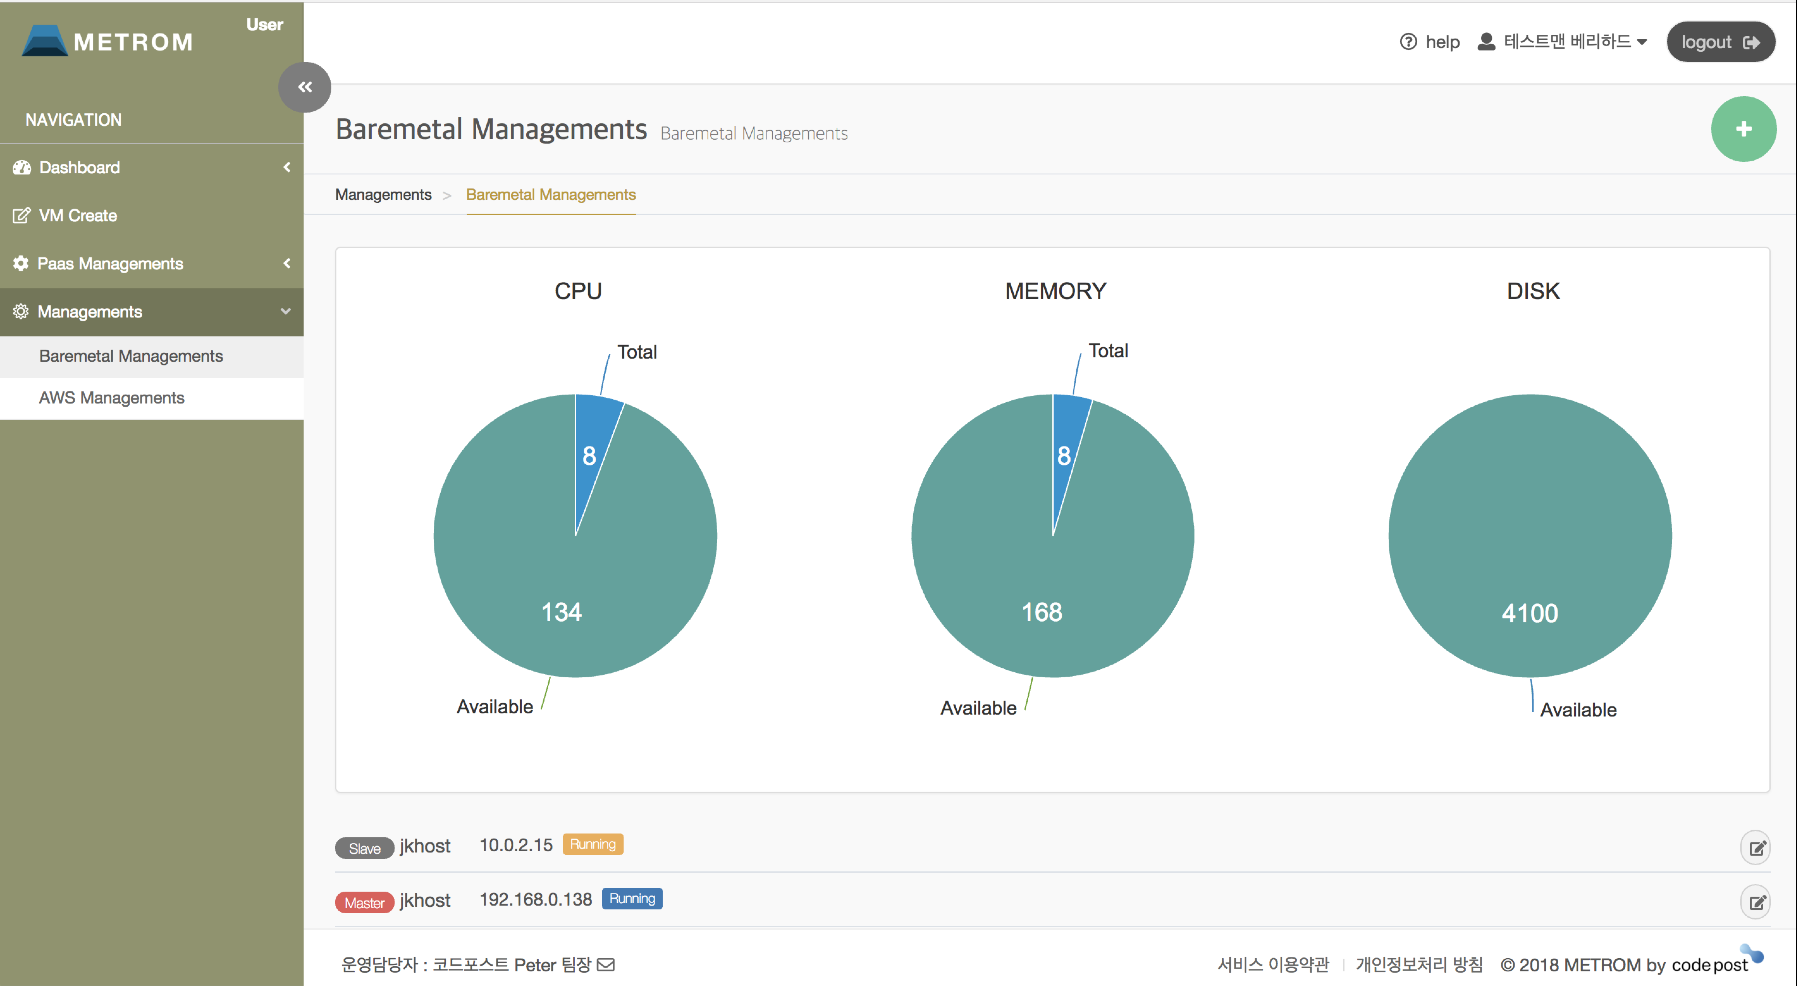 METROM
User
help
테스트맨 베리하드
logout
NAVIGATION
Dashboard
VM Create
Paas Managements
Managements
Baremetal Managements
AWS Managements
Baremetal Managements Baremetal Managements
Managements > Baremetal Managements
CPU
Total
8
134
Available
MEMORY
Total
8
168
Available
DISK
4100
Available
Slave jkhost 10.0.2.15 Running
Master jkhost 192.168.0.138 Running
운영담당자 : 코드포스트 Peter 팀장
서비스 이용약관 | 개인정보처리 방침 © 2018 METROM by codepost